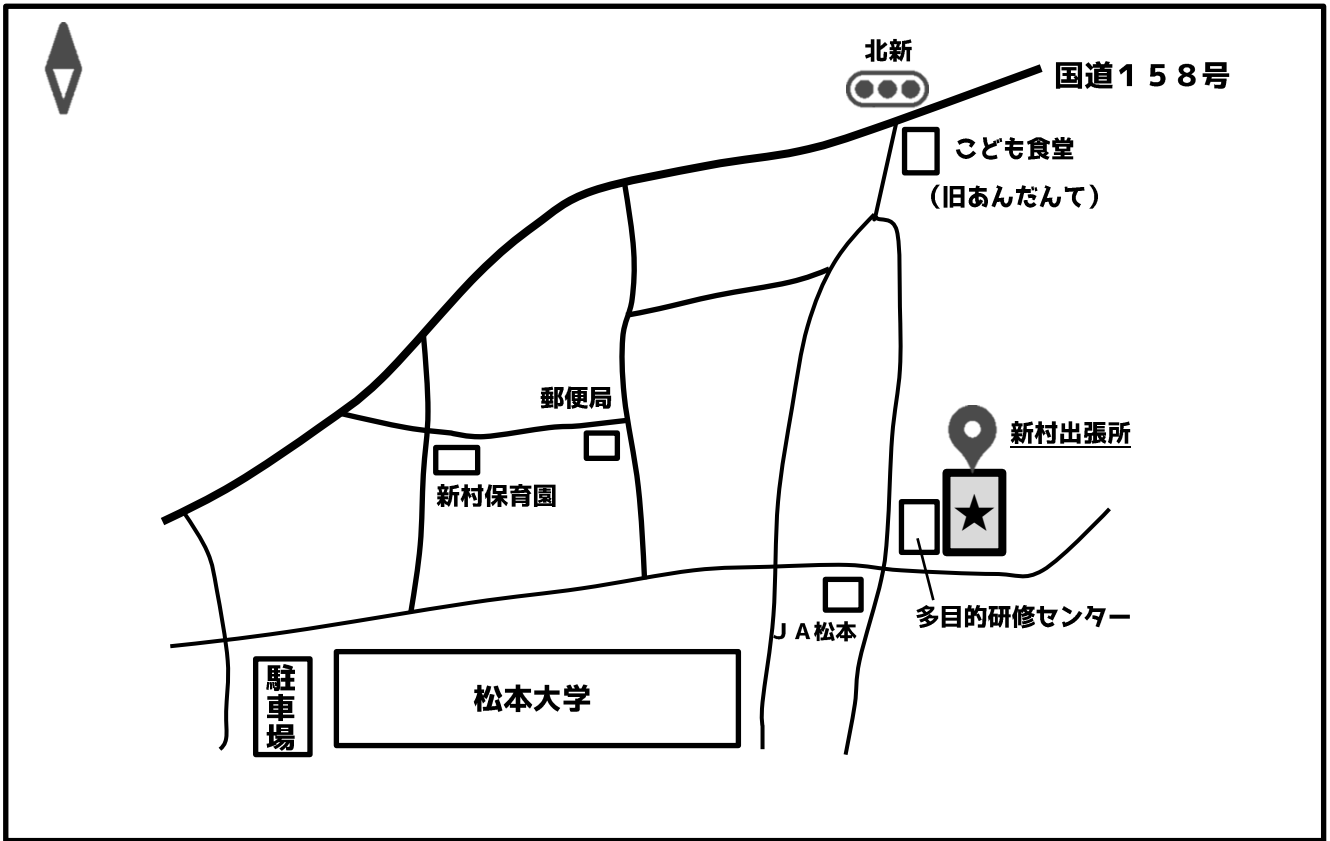 北新
国道１５８号
こども食堂
（旧あんだんて）
郵便局
新村出張所
新村保育園
多目的研修センター
ＪＡ松本
駐車場
松本大学